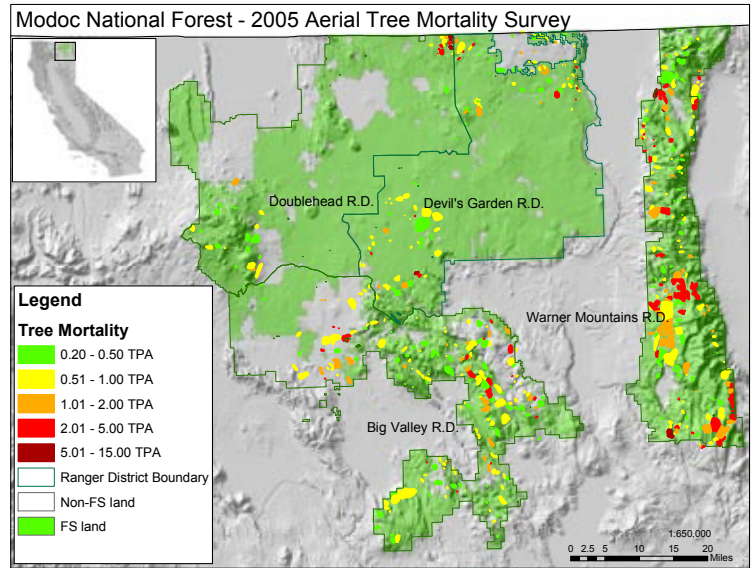 Modoc National Forest - 2005 Aerial Tree Mortality Survey
Doublehead R.D.
Devil's Garden R.D.
Warner Mountains R.D.
Big Valley R.D.
Legend
Tree Mortality
0.20 - 0.50 TPA
0.51 - 1.00 TPA
1.01 - 2.00 TPA
2.01 - 5.00 TPA
5.01 - 15.00 TPA
Ranger District Boundary
Non-FS land
FS land
1:650,000
0 2.5 5 10 15 20
Miles